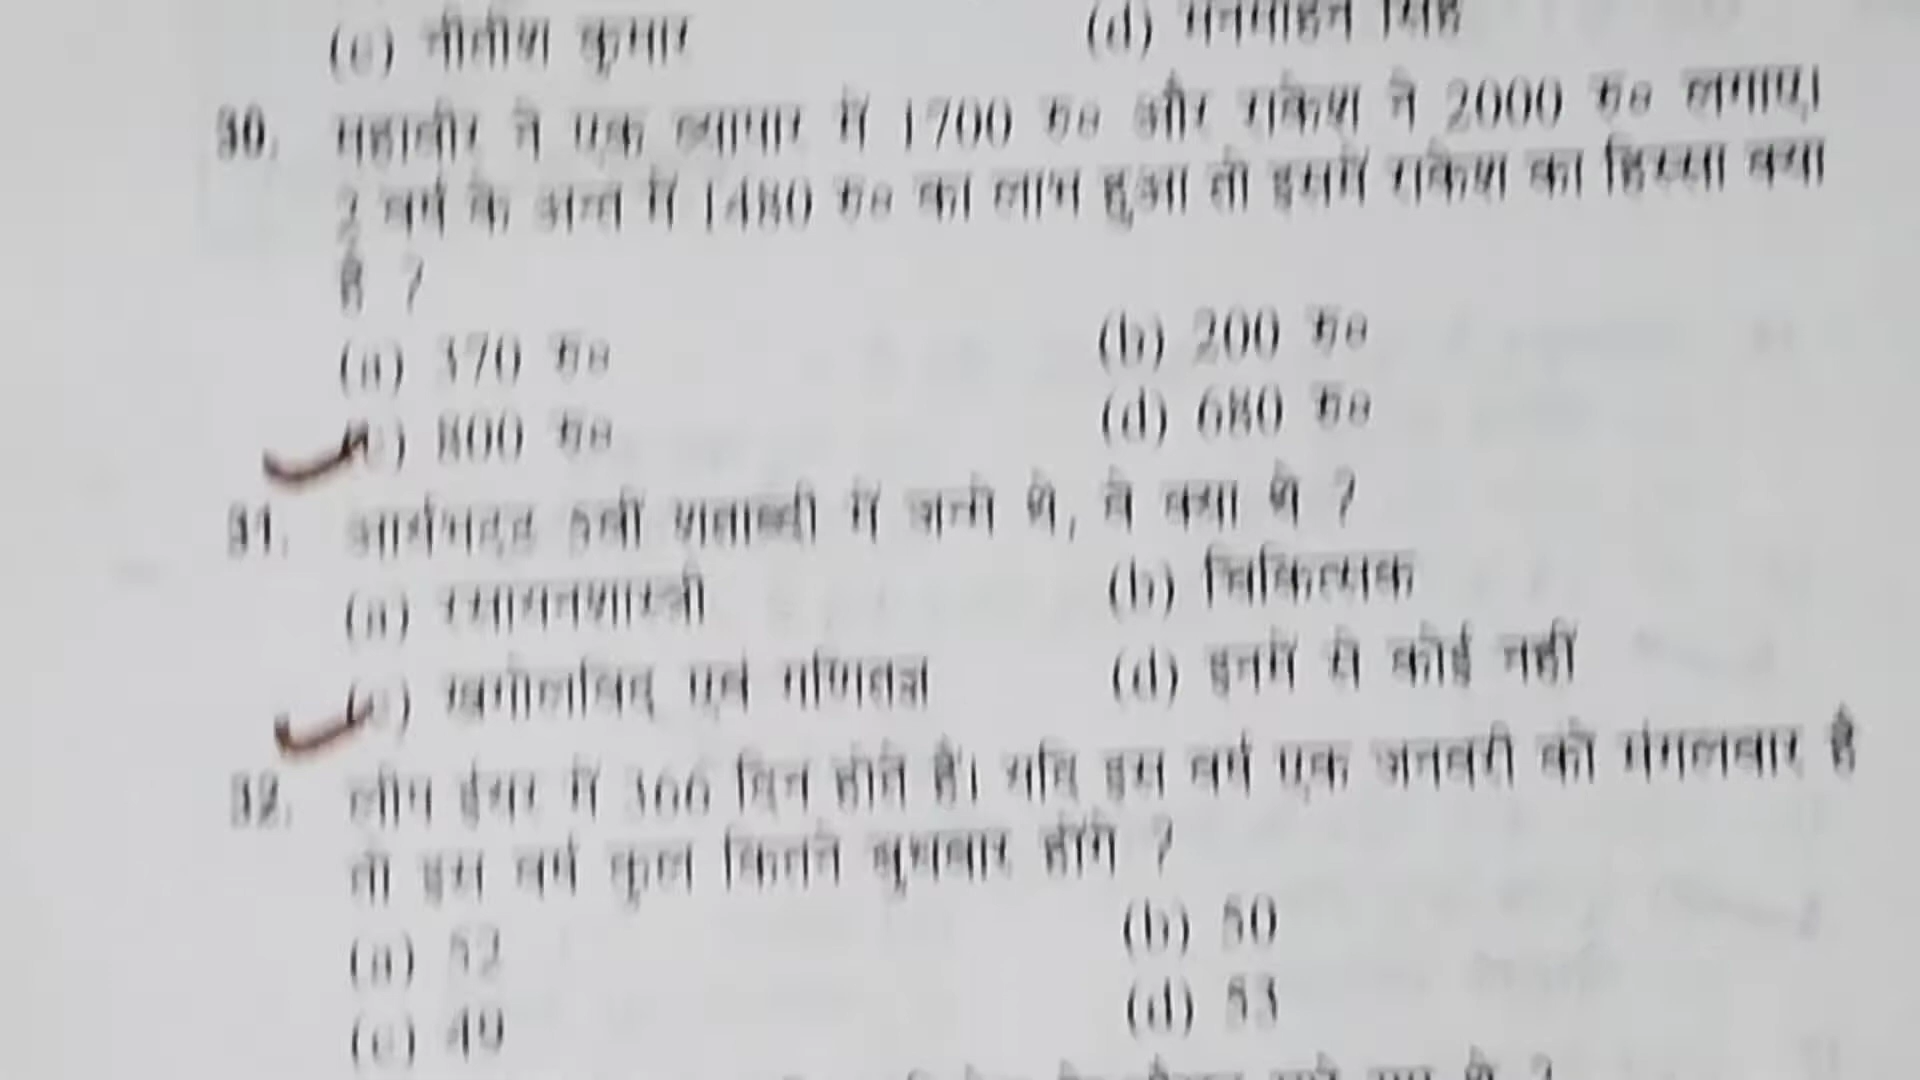 (c) नीतीश कुमार (d) मनमोहन सिंह
30. महावीर ने एक व्यापार में 1700 रु० और राकेश ने 2000 रु० लगाए।
2 वर्ष के अन्त में 1480 रु० का लाभ हुआ तो इसमें राकेश का हिस्सा क्या
है ?
(a) 370 रु० (b) 200 रु०
(c) 800 रु० (d) 680 रु०
31. आर्यभट्ट 5वीं शताब्दी में जन्मे थे, वे क्या थे ?
(a) रसायनशास्त्री (b) चिकित्सक
(c) खगोलविद् एवं गणितज्ञ (d) इनमें से कोई नहीं
32. लीप ईयर में 366 दिन होते हैं। यदि इस वर्ष एक जनवरी को मंगलवार है
तो इस वर्ष कुल कितने बुधवार होंगे ?
(a) 52 (b) 50
(c) 49 (d) 53